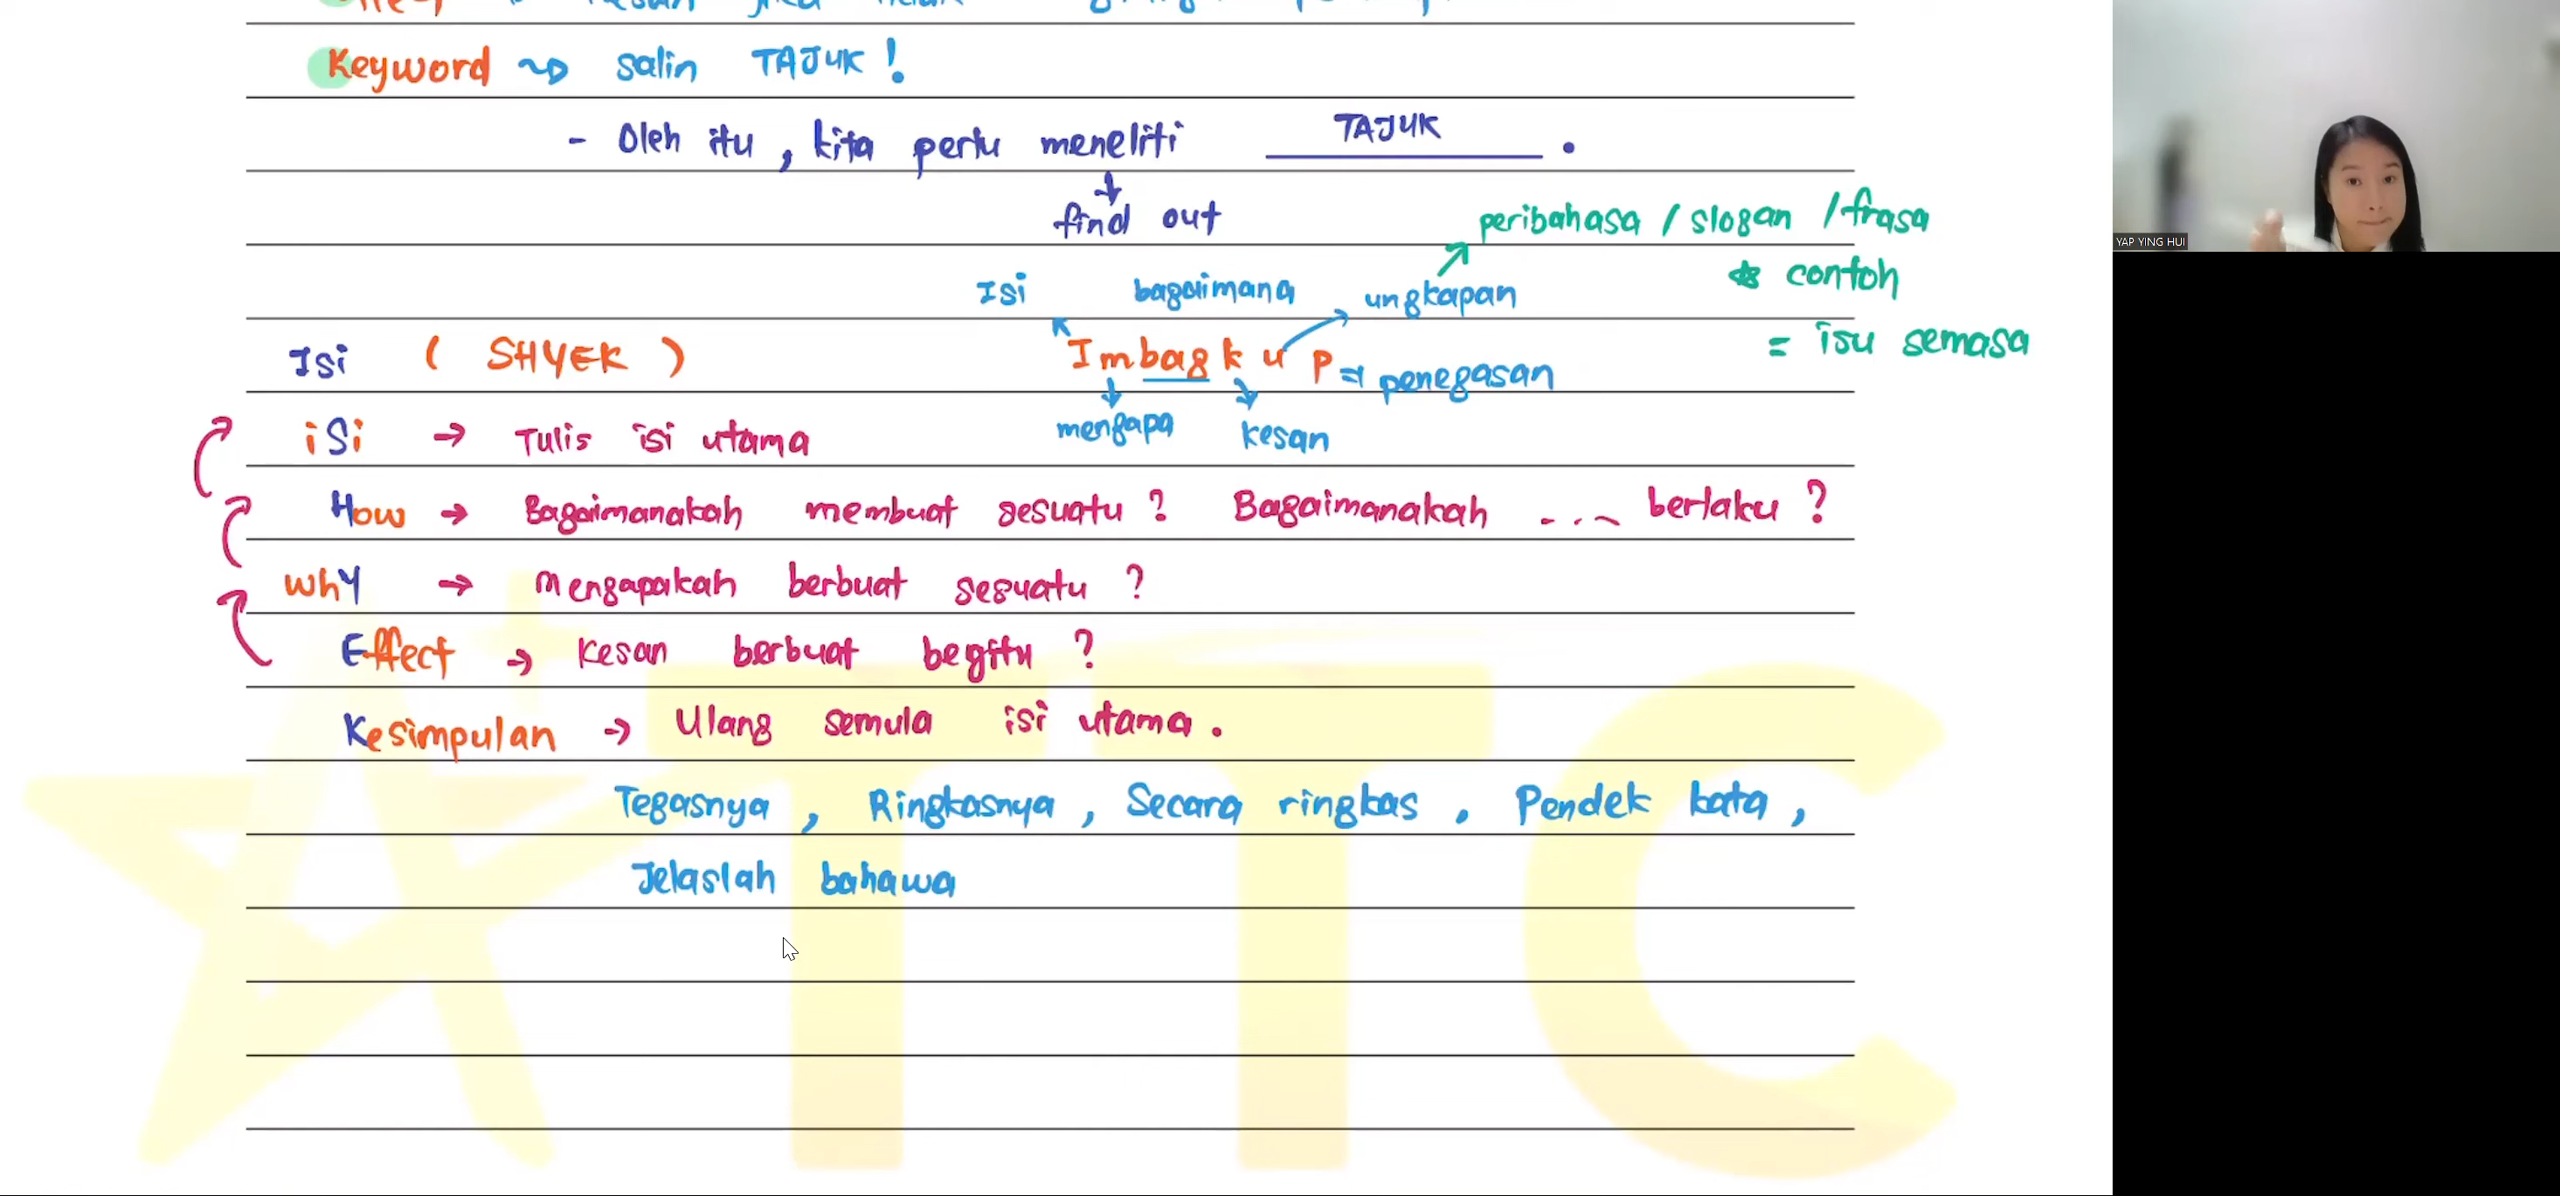 Keyword → salin TAJUK !
- Oleh itu , kita perlu meneliti TAJUK .
find out
peribahasa / slogan / frasa
Isi bagaimana ungkapan
* contoh
= isu semasa
Isi ( SHYEK )
Imbagk u p = penegasan
mengapa kesan
isi → Tulis isi utama
How → Bagaimanakah membuat sesuatu ? Bagaimanakah .... berlaku ?
whY → Mengapakah berbuat sesuatu ?
Effect → Kesan berbuat begitu ?
Kesimpulan → Ulang semula isi utama .
Tegasnya , Ringkasnya , Secara ringkas , Pendek kata ,
Jelaslah bahawa
YAP YING HUI
ATTC